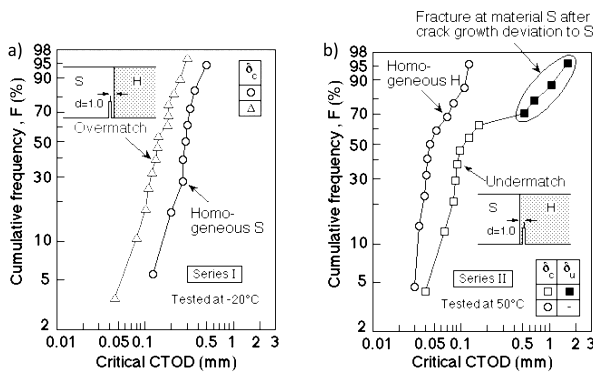 Fracture at material S after
crack growth deviation to S
a)
Cumulative frequency, F (%)
98
95
90
70
50
30
10
5
2
S
H
d=1.0
Overmatch
δc
Homo-
geneous S
Series I
Tested at -20°C
0.01
0.05
0.1
0.5
1
2
3
Critical CTOD (mm)
b)
Cumulative frequency, F (%)
98
95
90
70
50
30
10
5
2
Homo-
geneous H
Undermatch
S
H
d=1.0
Series II
Tested at 50°C
δc
δu
-
0.01
0.05
0.1
0.5
1
2
3
Critical CTOD (mm)